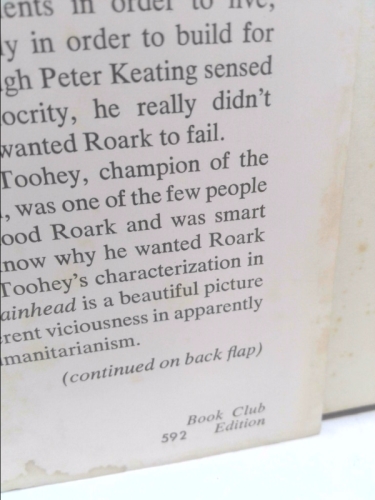 ents in order to live,
y in order to build for
gh Peter Keating sensed
ocrity, he really didn't
wanted Roark to fail.
Toohey, champion of the
, was one of the few people
ood Roark and was smart
now why he wanted Roark
Toohey's characterization in
ainhead is a beautiful picture
rent viciousness in apparently
manitarianism.
(continued on back flap)
Book Club
592 Edition